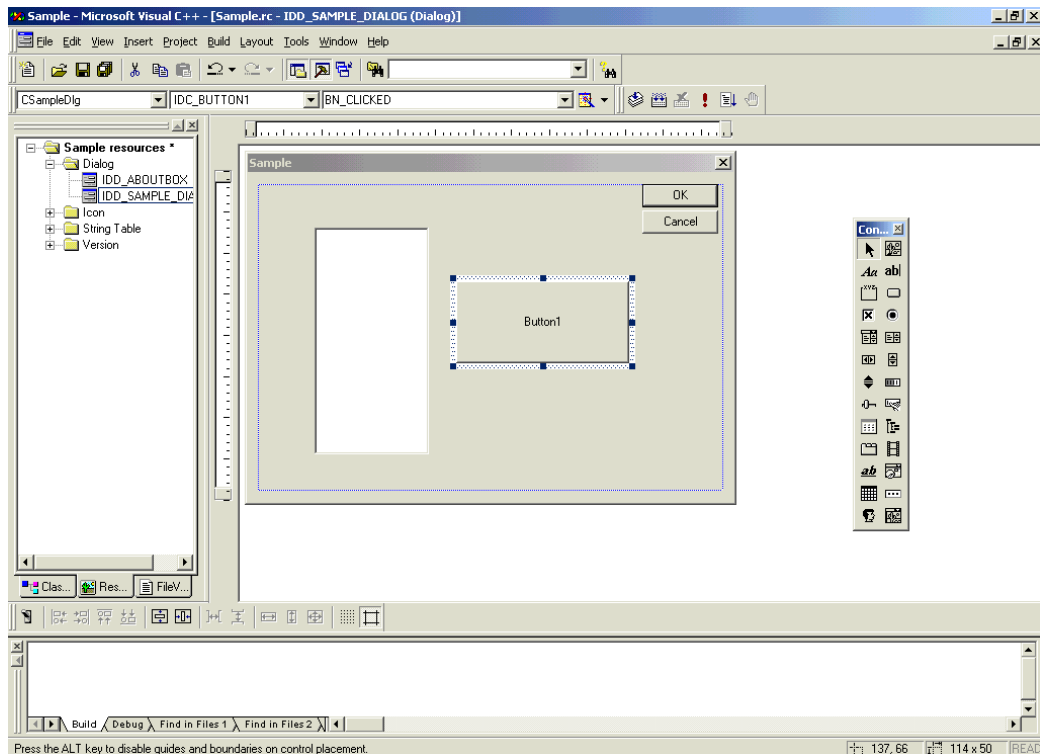 Sample - Microsoft Visual C++ - [Sample.rc - IDD_SAMPLE_DIALOG (Dialog)]
File Edit View Insert Project Build Layout Tools Window Help
CSampleDlg IDC_BUTTON1 BN_CLICKED
Sample resources *
Dialog
IDD_ABOUTBOX
IDD_SAMPLE_DIA
Icon
String Table
Version
Clas... Res... FileV...
Sample
OK
Cancel
Button1
Con...
Aa ab|
XYZ
ab
Build Debug Find in Files 1 Find in Files 2
Press the ALT key to disable guides and boundaries on control placement. 137, 66 114 x 50 READ